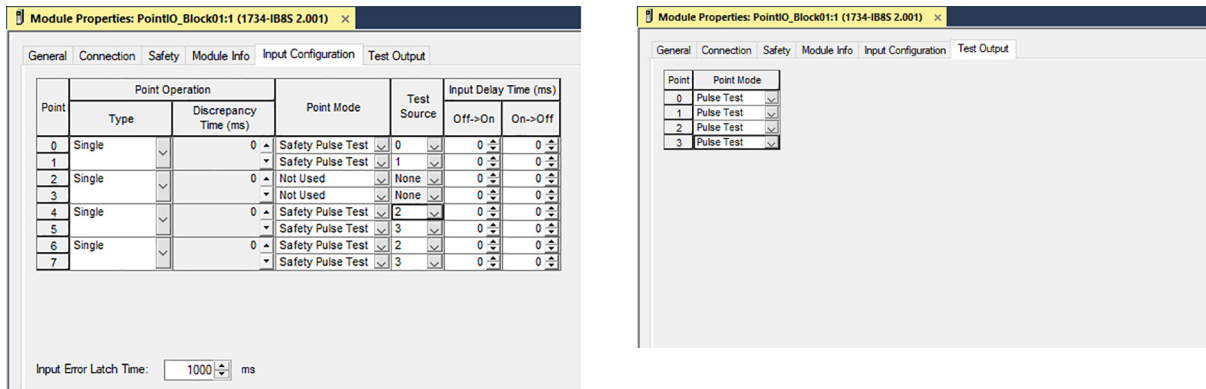 Module Properties: PointIO_Block01:1 (1734-IB8S 2.001) ×
General Connection Safety Module Info Input Configuration Test Output
Point Point Operation Point Mode Test Source Input Delay Time (ms)
Type Discrepancy Time (ms) Off->On On->Off
0 Single 0 Safety Pulse Test 0 0 0
1 Safety Pulse Test 1 0 0
2 Single 0 Not Used None 0 0
3 Not Used None 0 0
4 Single 0 Safety Pulse Test 2 0 0
5 Safety Pulse Test 3 0 0
6 Single 0 Safety Pulse Test 2 0 0
7 Safety Pulse Test 3 0 0
Input Error Latch Time: 1000 ms
Module Properties: PointIO_Block01:1 (1734-IB8S 2.001) ×
General Connection Safety Module Info Input Configuration Test Output
Point Point Mode
0 Pulse Test
1 Pulse Test
2 Pulse Test
3 Pulse Test